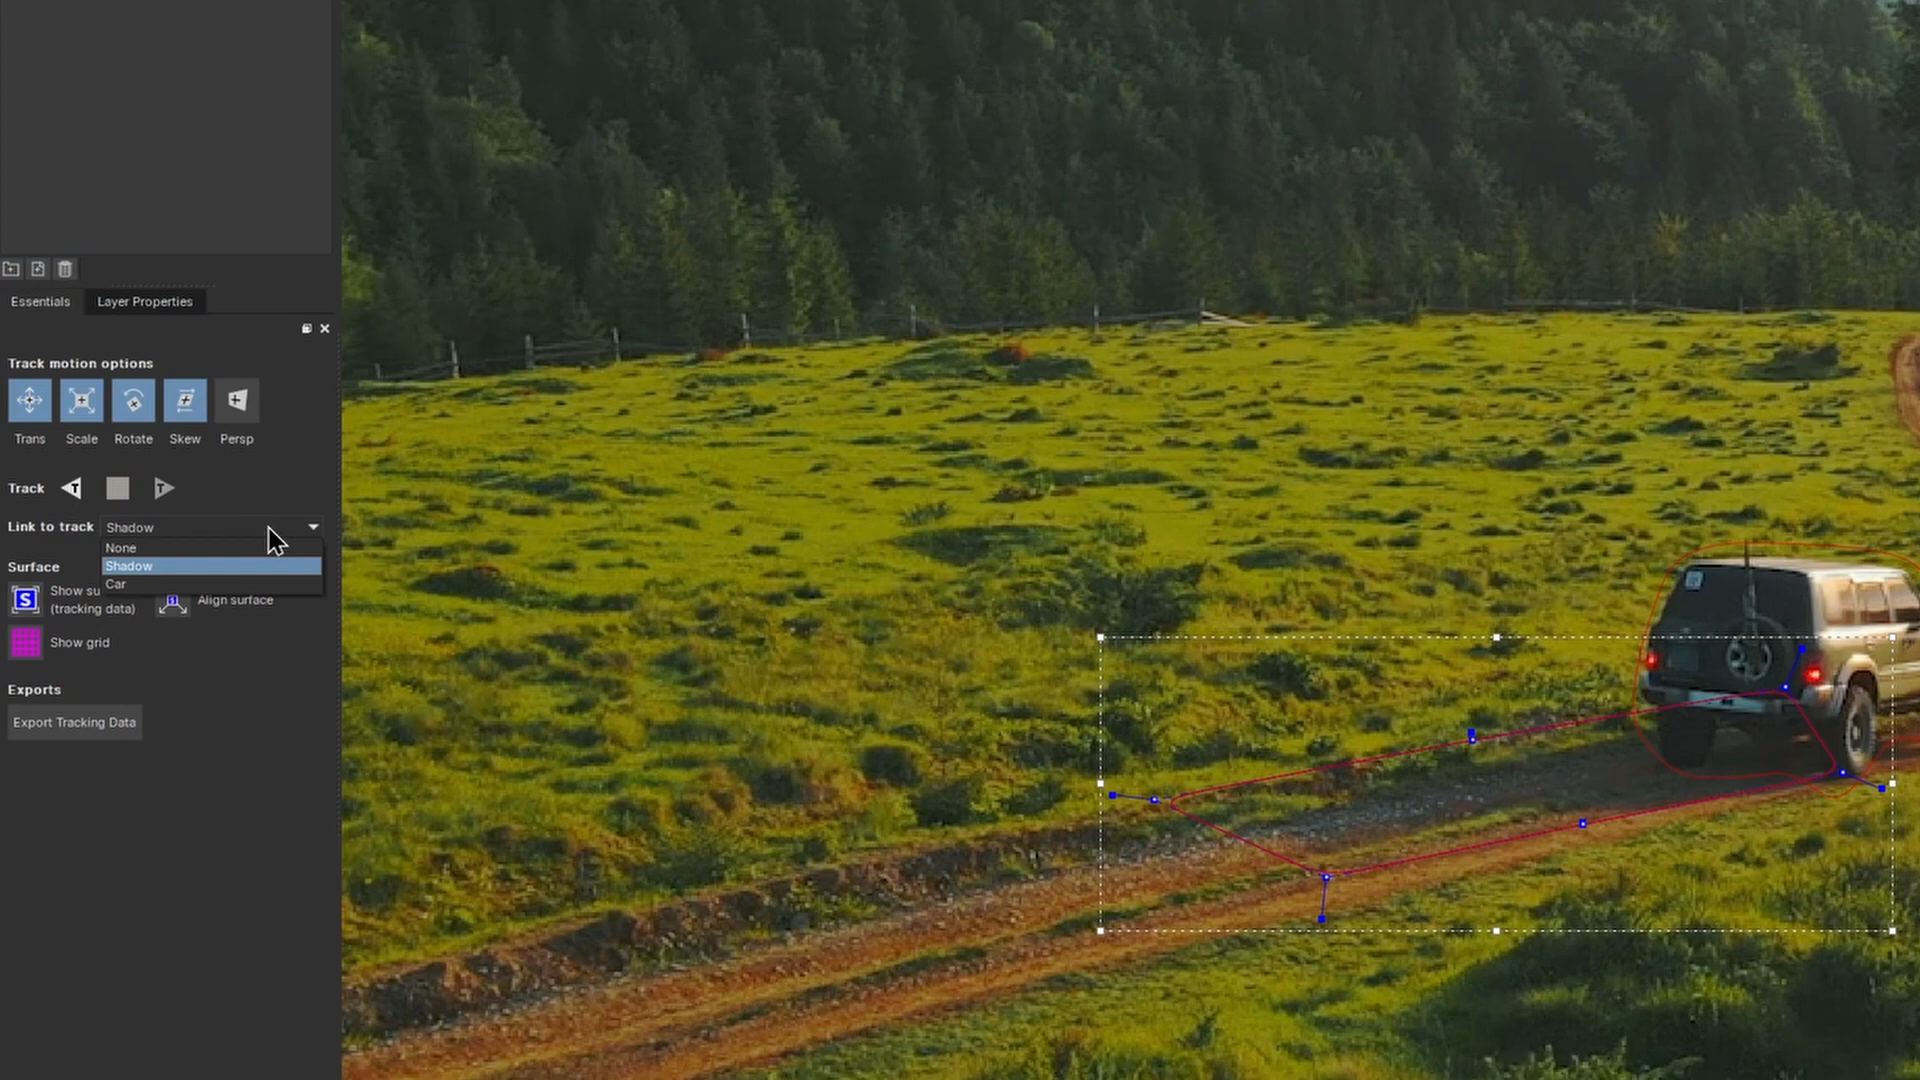 Essentials
Layer Properties
Track motion options
Trans
Scale
Rotate
Skew
Persp
Track
Link to track
Shadow
None
Shadow
Car
Surface
Show su
(tracking data)
Align surface
Show grid
Exports
Export Tracking Data